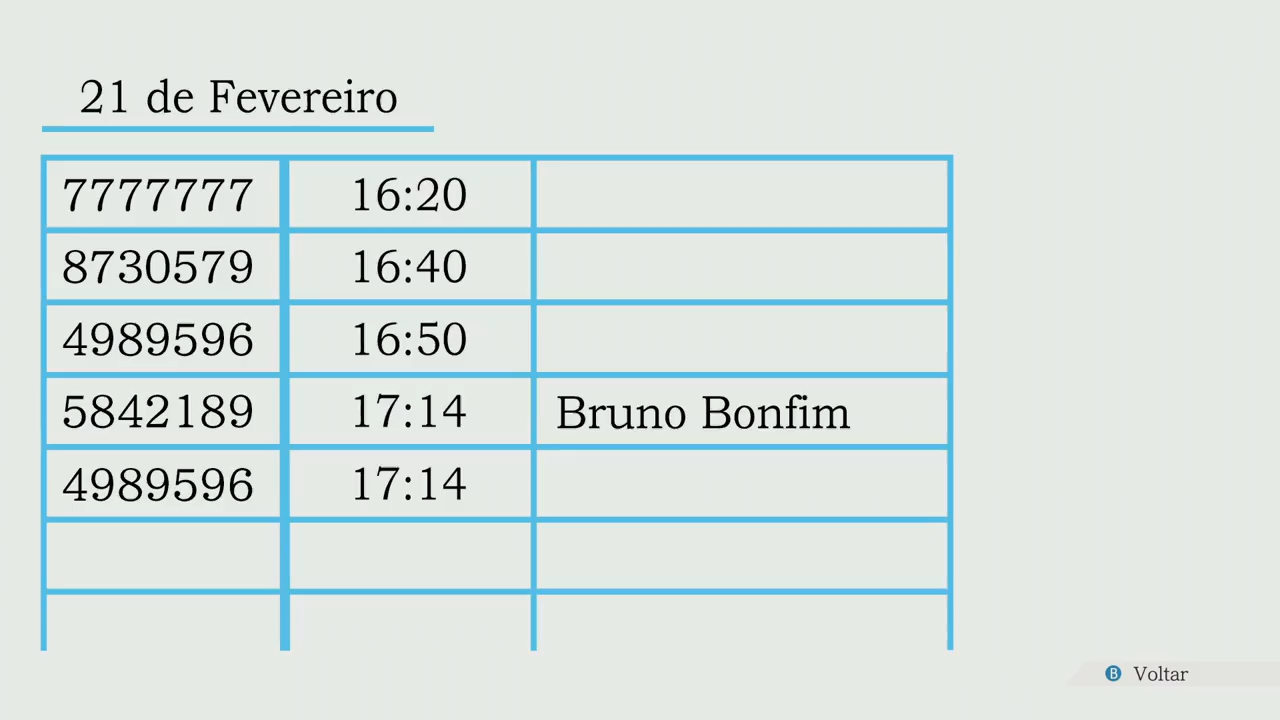 21 de Fevereiro
7777777 16:20
8730579 16:40
4989596 16:50
5842189 17:14 Bruno Bonfim
4989596 17:14
B Voltar